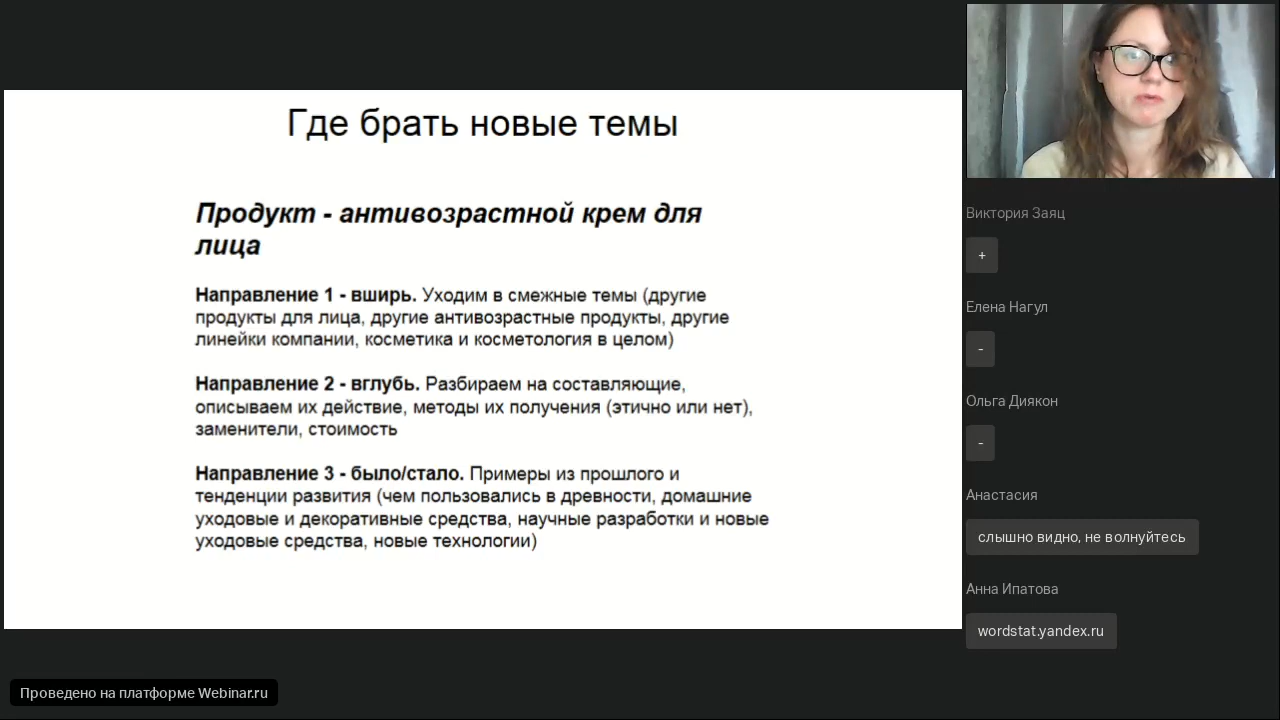 Где брать новые темы
Продукт - антивозрастной крем для
лица
Направление 1 - вширь. Уходим в смежные темы (другие
продукты для лица, другие антивозрастные продукты, другие
линейки компании, косметика и косметология в целом)
Направление 2 - вглубь. Разбираем на составляющие,
описываем их действие, методы их получения (этично или нет),
заменители, стоимость
Направление 3 - было/стало. Примеры из прошлого и
тенденции развития (чем пользовались в древности, домашние
уходовые и декоративные средства, научные разработки и новые
уходовые средства, новые технологии)
Виктория Заяц
+
Елена Нагул
-
Ольга Диякон
-
Анастасия
слышно видно, не волнуйтесь
Анна Ипатова
wordstat.yandex.ru
Проведено на платформе Webinar.ru